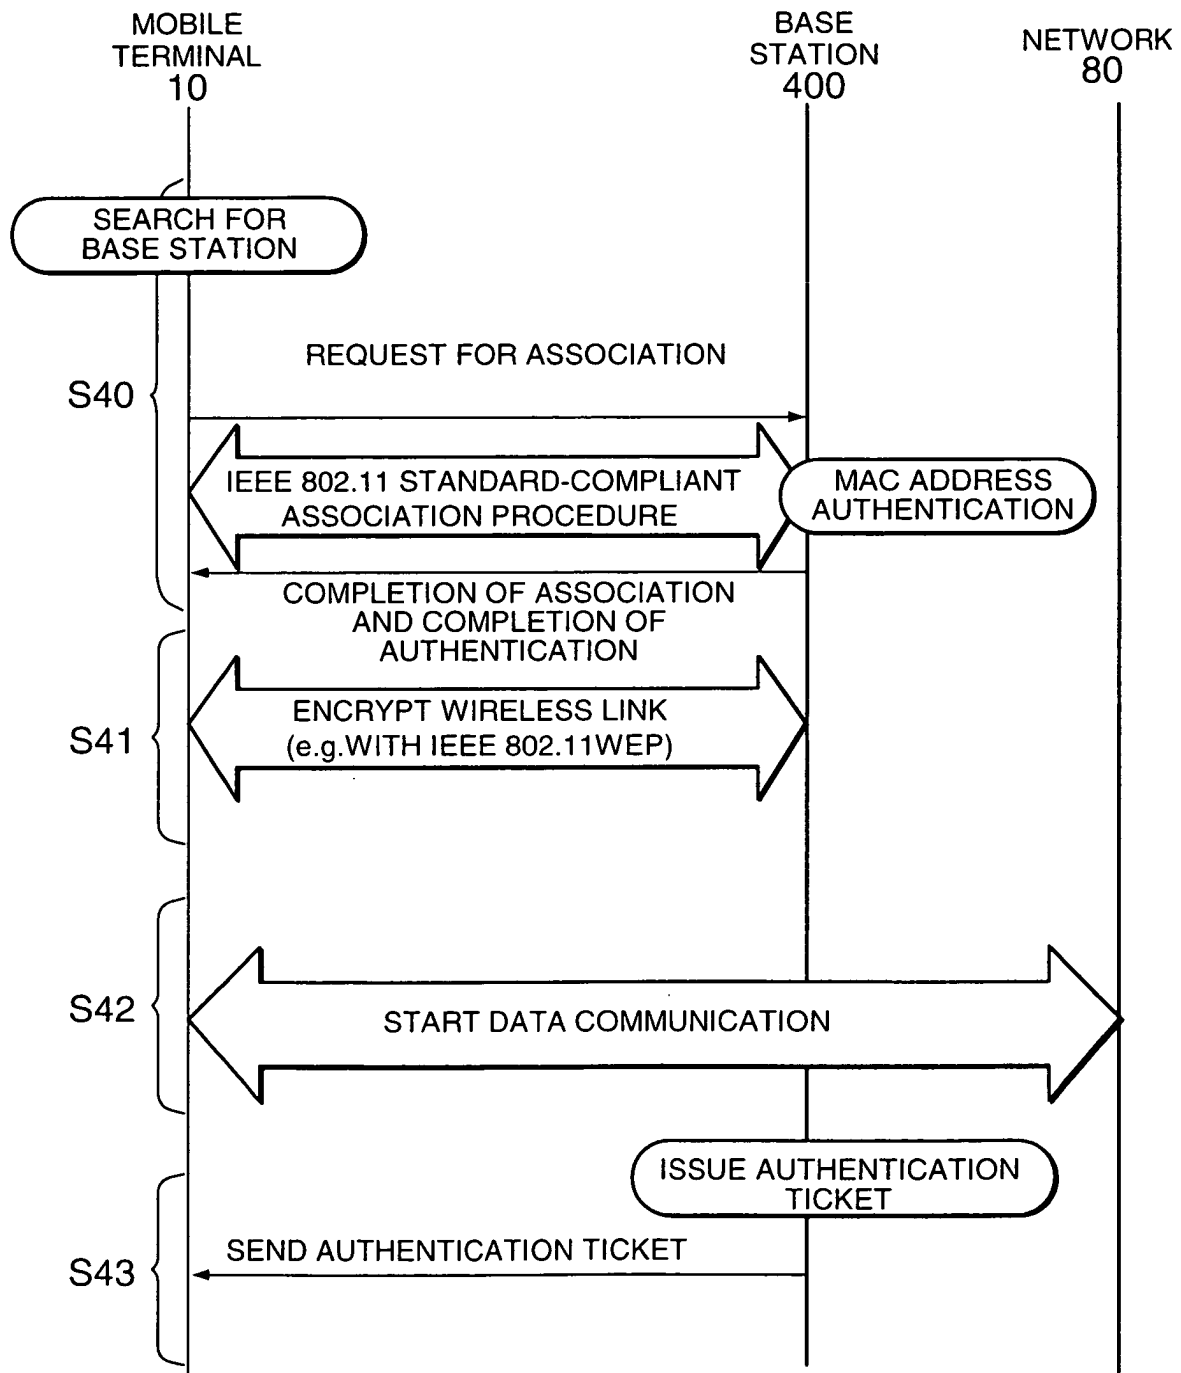 MOBILE
TERMINAL
10
BASE
STATION
400
NETWORK
80
SEARCH FOR
BASE STATION
REQUEST FOR ASSOCIATION
S40
IEEE 802.11 STANDARD-COMPLIANT
ASSOCIATION PROCEDURE
MAC ADDRESS
AUTHENTICATION
COMPLETION OF ASSOCIATION
AND COMPLETION OF
AUTHENTICATION
S41
ENCRYPT WIRELESS LINK
(e.g.WITH IEEE 802.11WEP)
S42
START DATA COMMUNICATION
ISSUE AUTHENTICATION
TICKET
SEND AUTHENTICATION TICKET
S43